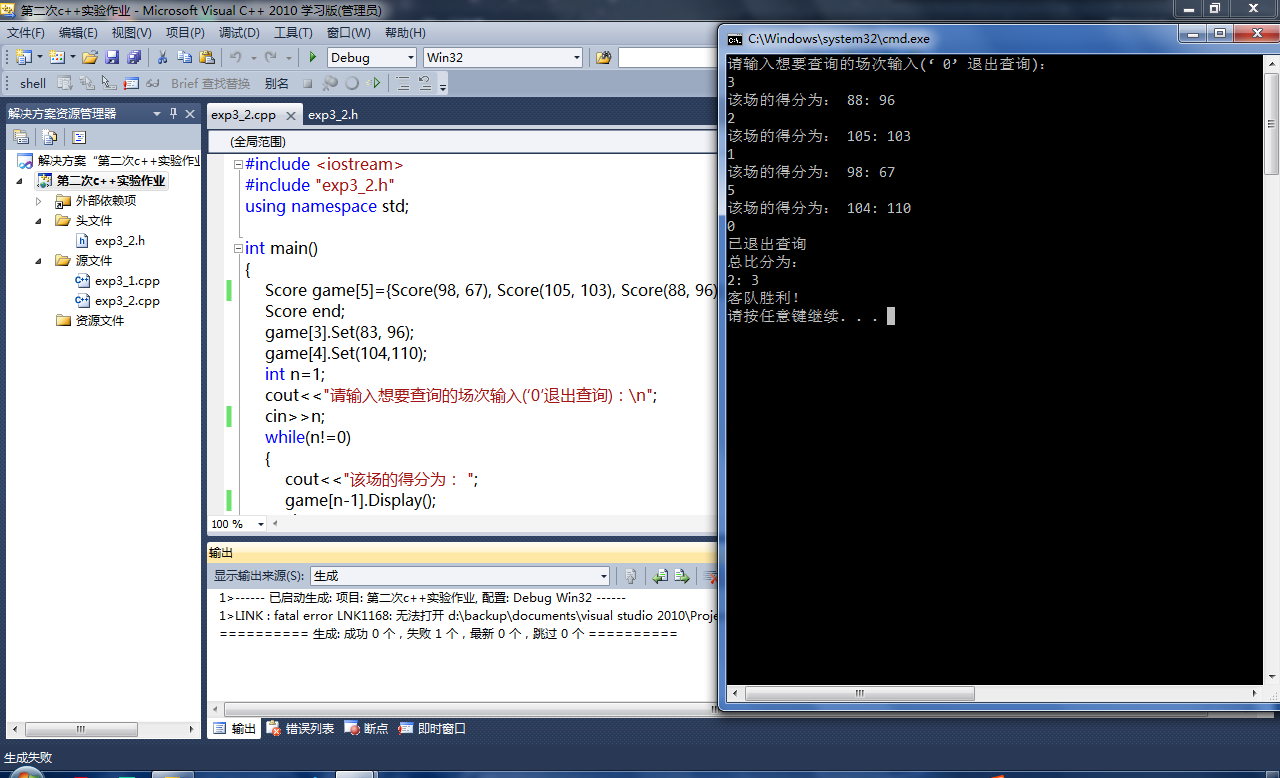 第二次c++实验作业 - Microsoft Visual C++ 2010 学习版(管理员)
文件(F) 编辑(E) 视图(V) 项目(P) 调试(D) 工具(T) 窗口(W) 帮助(H)
Debug Win32
shell Brief 查找替换 别名
解决方案资源管理器
解决方案“第二次c++实验作业
第二次c++实验作业
外部依赖项
头文件
exp3_2.h
源文件
exp3_1.cpp
exp3_2.cpp
资源文件
exp3_2.cpp exp3_2.h
(全局范围)
#include <iostream>
#include "exp3_2.h"
using namespace std;
int main()
{
Score game[5]={Score(98, 67), Score(105, 103), Score(88, 96)
Score end;
game[3].Set(83, 96);
game[4].Set(104,110);
int n=1;
cout<<"请输入想要查询的场次输入(‘0’退出查询)：\n";
cin>>n;
while(n!=0)
{
cout<<"该场的得分为： ";
game[n-1].Display();
100 %
输出
显示输出来源(S): 生成
1>------ 已启动生成: 项目: 第二次c++实验作业, 配置: Debug Win32 ------
1>LINK : fatal error LNK1168: 无法打开 d:\backup\documents\visual studio 2010\Proje
========== 生成: 成功 0 个，失败 1 个，最新 0 个，跳过 0 个 ==========
输出 错误列表 断点 即时窗口
生成失败
C:\Windows\system32\cmd.exe
请输入想要查询的场次输入(‘0’退出查询)：
3
该场的得分为： 88: 96
2
该场的得分为： 105: 103
1
该场的得分为： 98: 67
5
该场的得分为： 104: 110
0
已退出查询
总比分为：
2: 3
客队胜利！
请按任意键继续. . .